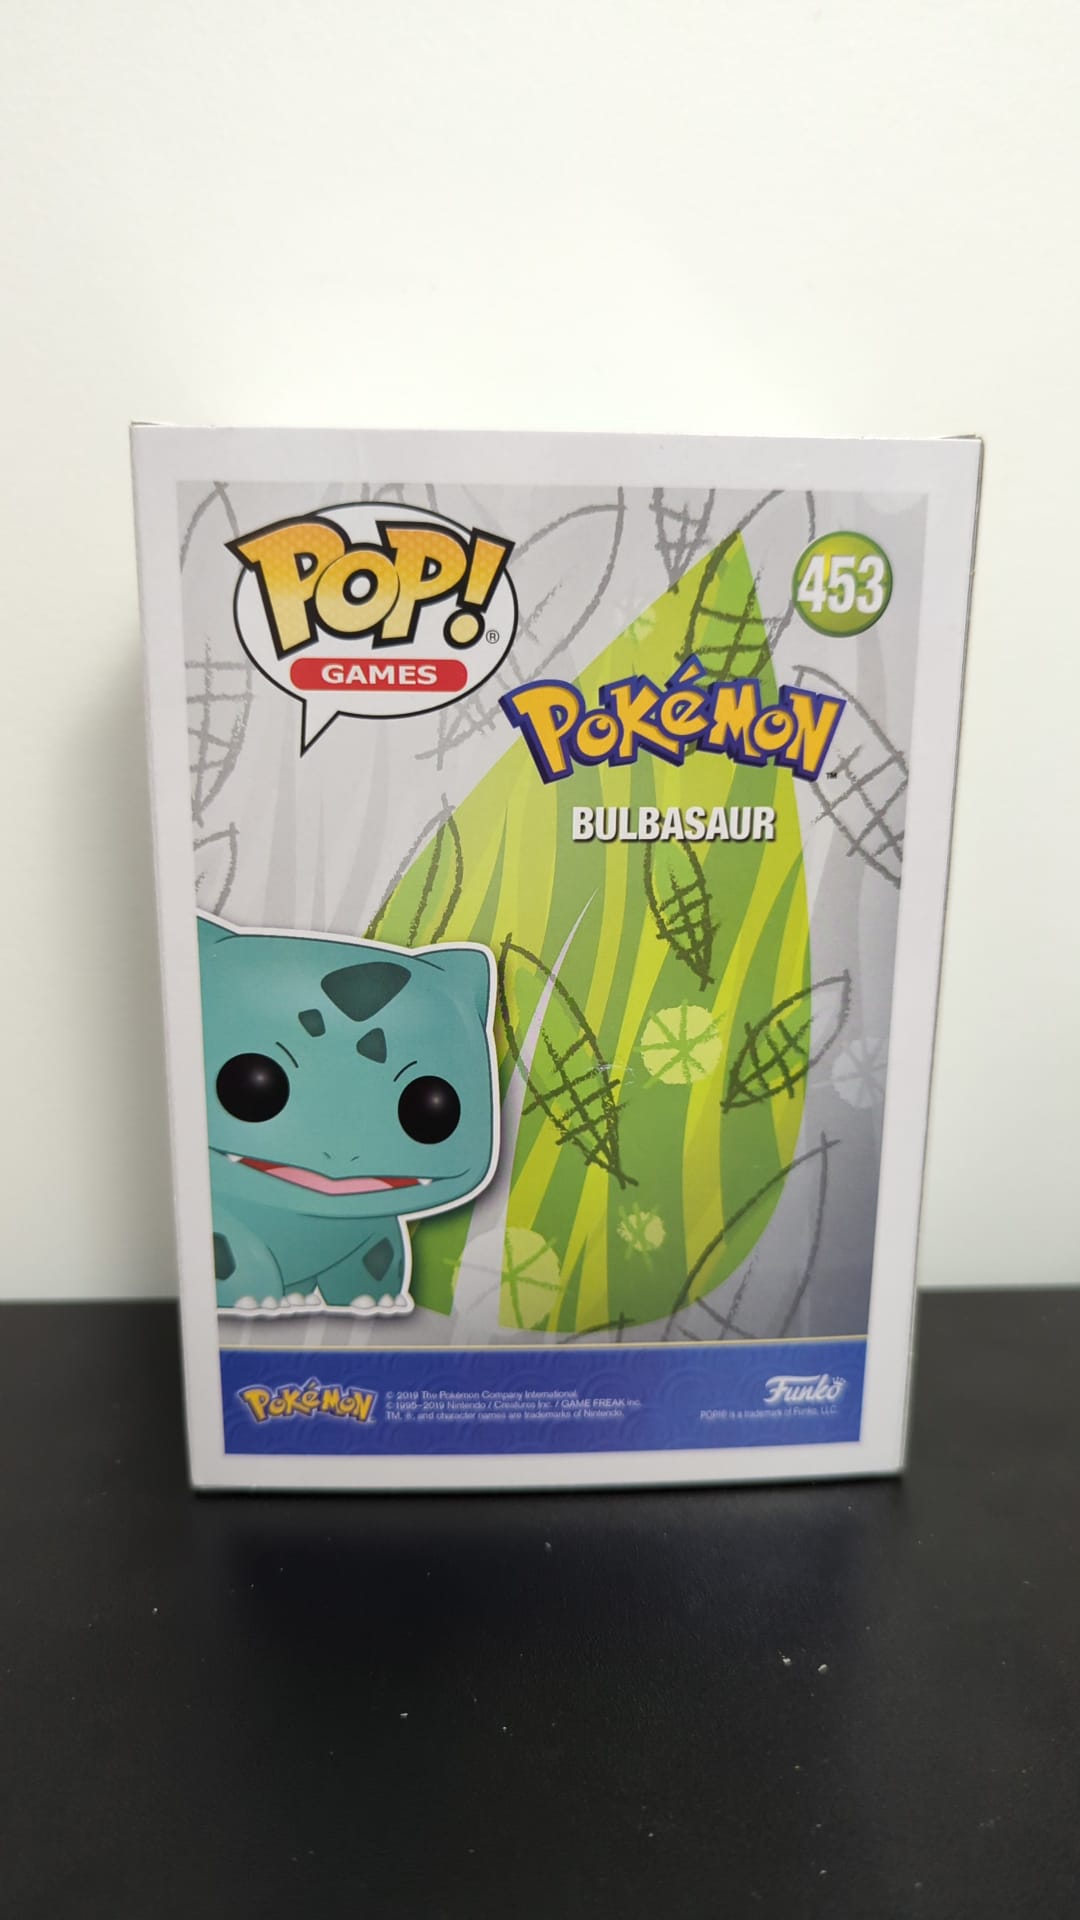 POP!®
GAMES
453
POKéMON™
BULBASAUR
POKéMON
© 2019 The Pokémon Company International.
© 1995–2019 Nintendo / Creatures Inc. / GAME FREAK inc.
TM, ®, and character names are trademarks of Nintendo.
Funko
POP!® is a trademark of Funko, LLC.